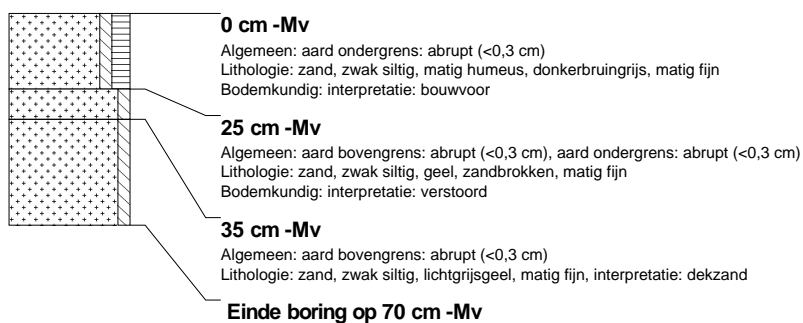 0 cm -Mv
Algemeen: aard ondergrens: abrupt (<0,3 cm)
Lithologie: zand, zwak siltig, matig humeus, donkerbruingrijs, matig fijn
Bodemkundig: interpretatie: bouwvoor
25 cm -Mv
Algemeen: aard bovengrens: abrupt (<0,3 cm), aard ondergrens: abrupt (<0,3 cm)
Lithologie: zand, zwak siltig, geel, zandbrokken, matig fijn
Bodemkundig: interpretatie: verstoord
35 cm -Mv
Algemeen: aard bovengrens: abrupt (<0,3 cm)
Lithologie: zand, zwak siltig, lichtgrijsgeel, matig fijn, interpretatie: dekzand
Einde boring op 70 cm -Mv